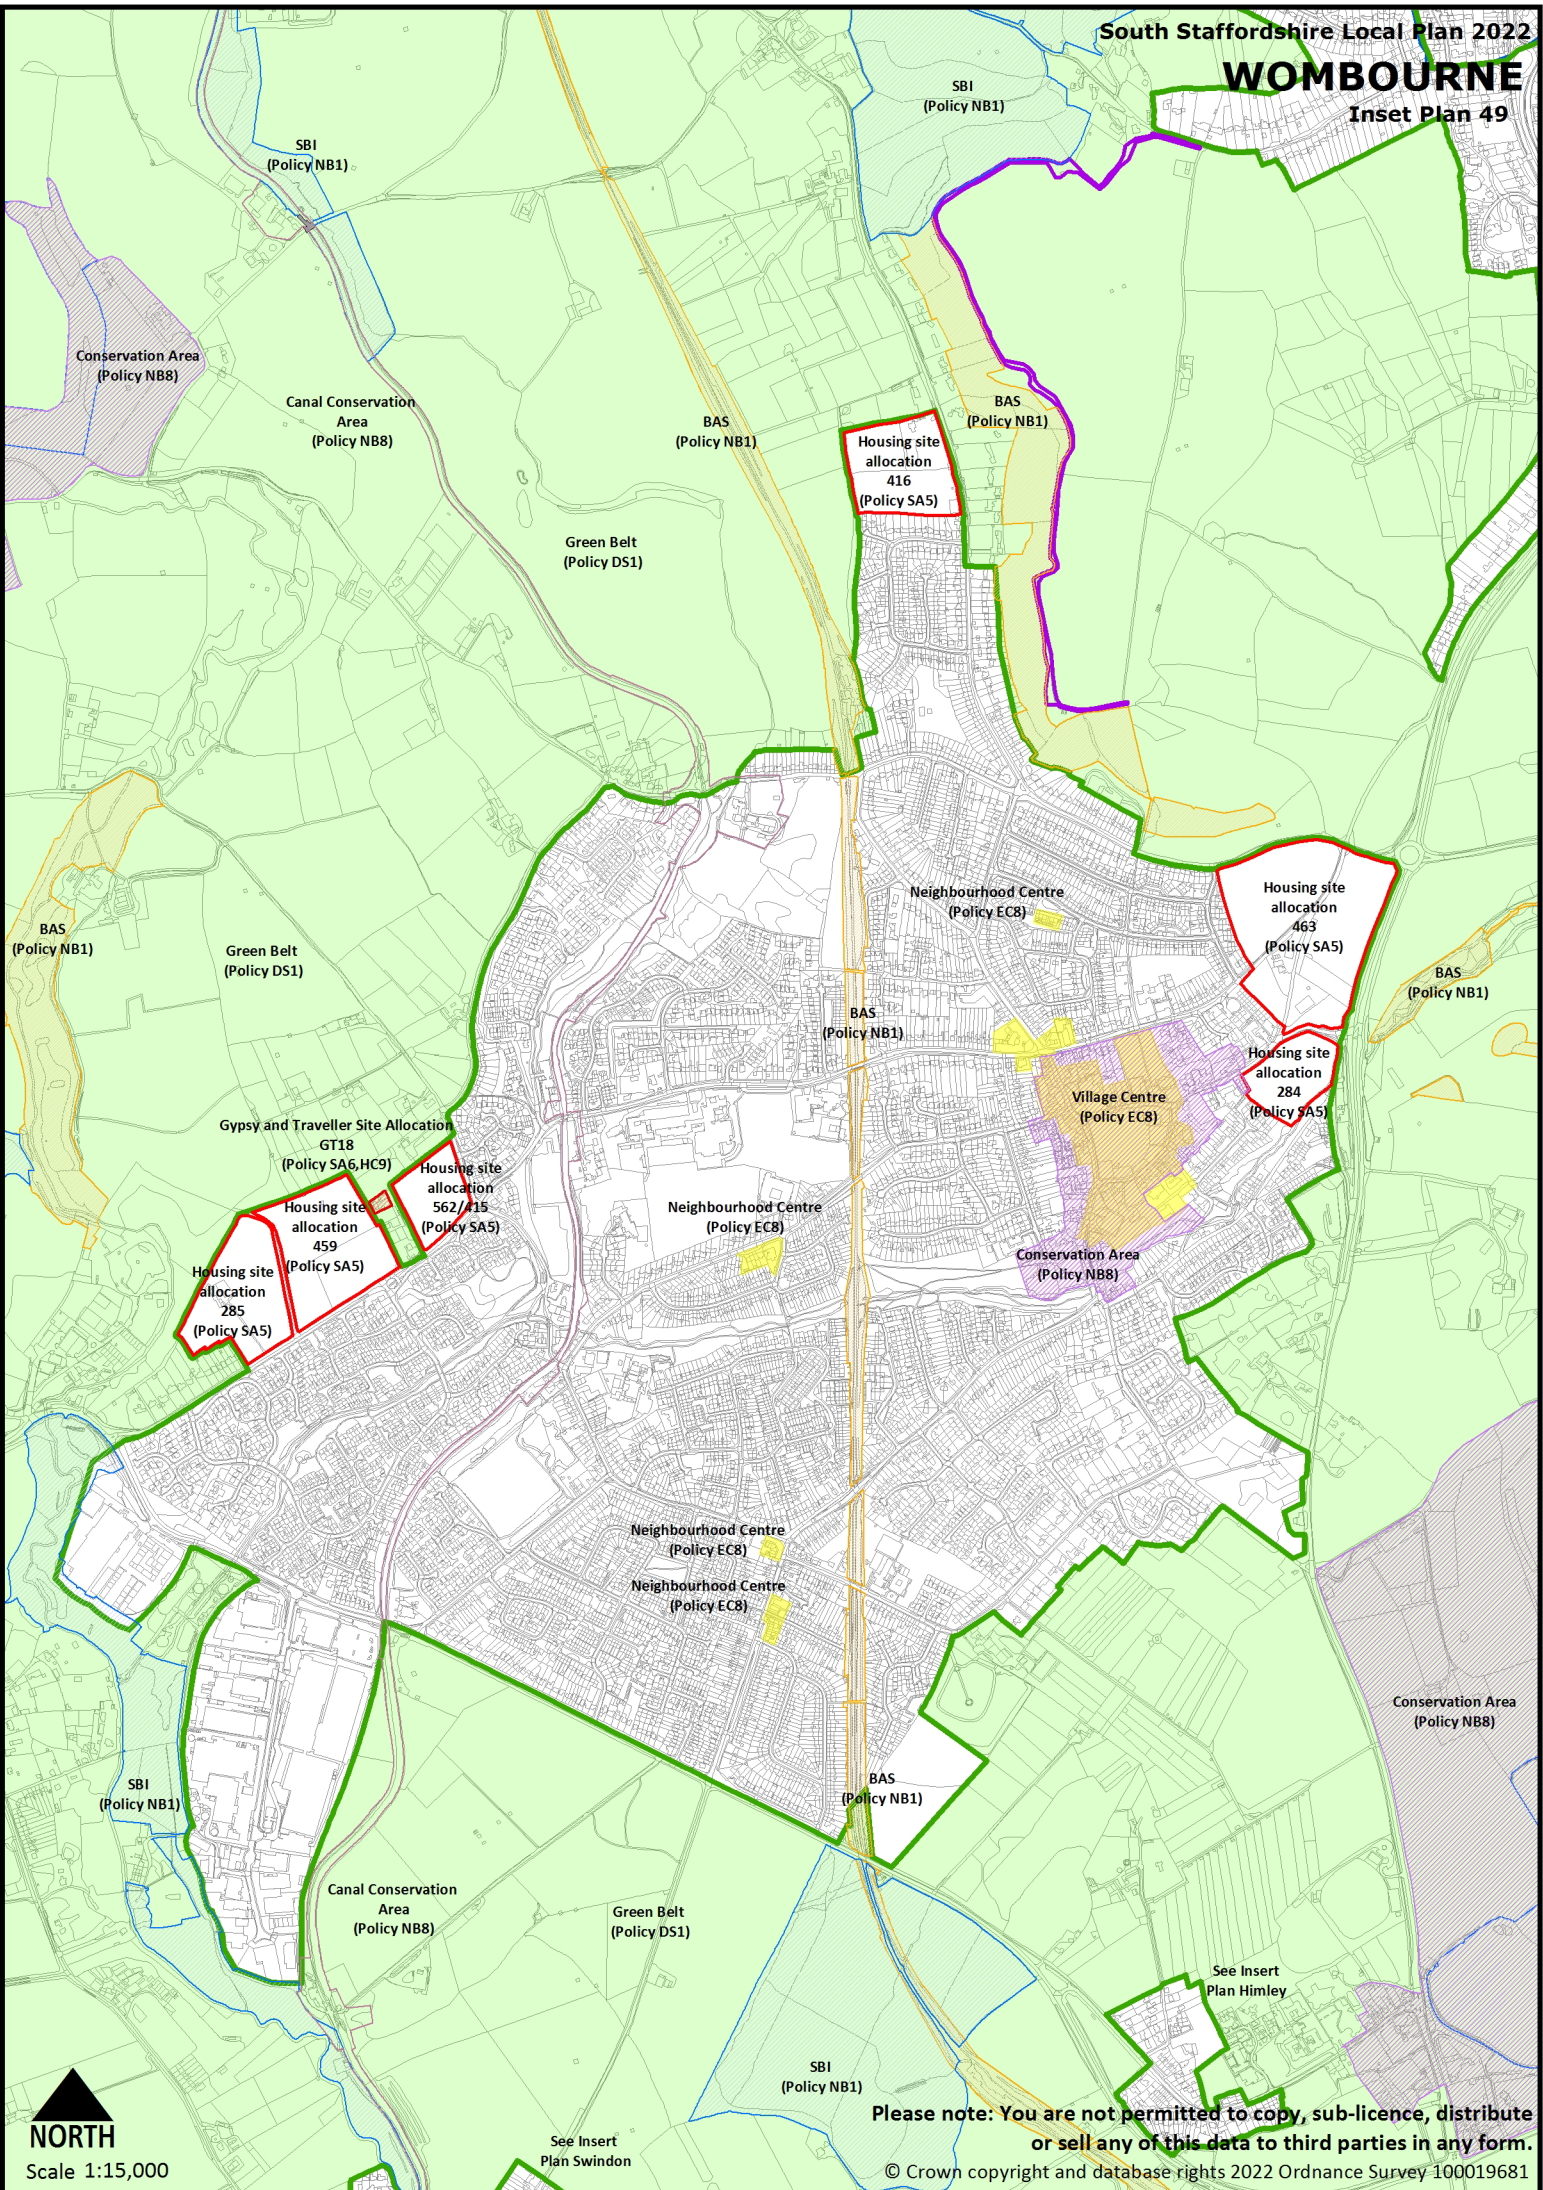 South Staffordshire Local Plan 2022
WOMBOURNE
Inset Plan 49
SBI
(Policy NB1)
SBI
(Policy NB1)
Conservation Area
(Policy NB8)
Canal Conservation
Area
(Policy NB8)
BAS
(Policy NB1)
BAS
(Policy NB1)
Housing site
allocation
416
(Policy SA5)
Green Belt
(Policy DS1)
Neighbourhood Centre
(Policy EC8)
Housing site
allocation
463
(Policy SA5)
BAS
(Policy NB1)
Green Belt
(Policy DS1)
BAS
(Policy NB1)
BAS
(Policy NB1)
Housing site
allocation
284
(Policy SA5)
Village Centre
(Policy EC8)
Gypsy and Traveller Site Allocation
GT18
(Policy SA6,HC9)
Housing site
allocation
562/415
(Policy SA5)
Housing site
allocation
459
(Policy SA5)
Neighbourhood Centre
(Policy EC8)
Conservation Area
(Policy NB8)
Housing site
allocation
285
(Policy SA5)
Neighbourhood Centre
(Policy EC8)
Neighbourhood Centre
(Policy EC8)
Conservation Area
(Policy NB8)
SBI
(Policy NB1)
BAS
(Policy NB1)
Canal Conservation
Area
(Policy NB8)
Green Belt
(Policy DS1)
See Insert
Plan Himley
SBI
(Policy NB1)
NORTH
Scale 1:15,000
See Insert
Plan Swindon
Please note: You are not permitted to copy, sub-licence, distribute
or sell any of this data to third parties in any form.
© Crown copyright and database rights 2022 Ordnance Survey 100019681